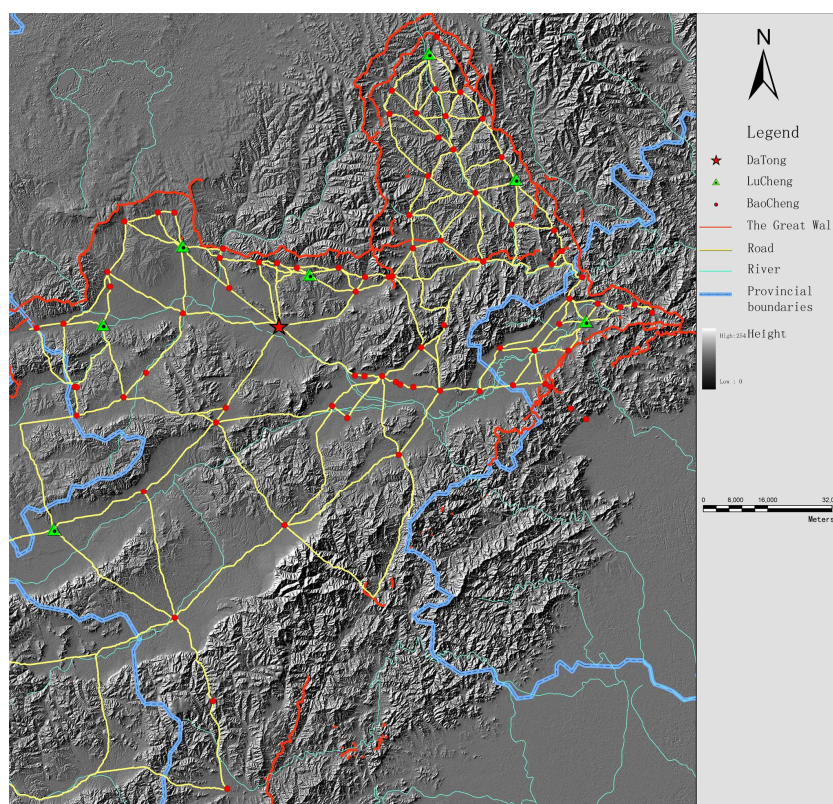 N
Legend
DaTong
LuCheng
BaoCheng
The Great Wal
Road
River
Provincial
boundaries
High:254 Height
Low : 0
0 8,000 16,000 32,0
Meters